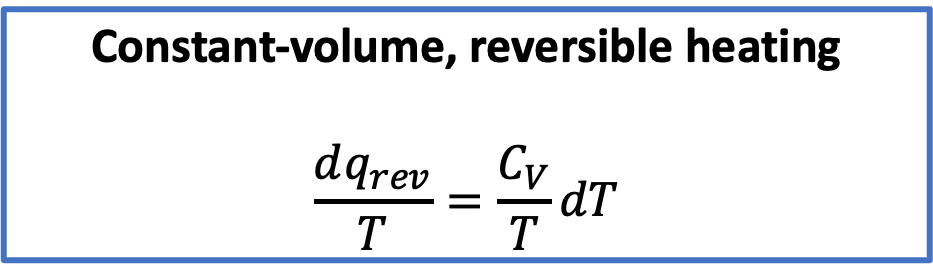 Constant-volume, reversible heating
dq_rev/T = C_V/T dT